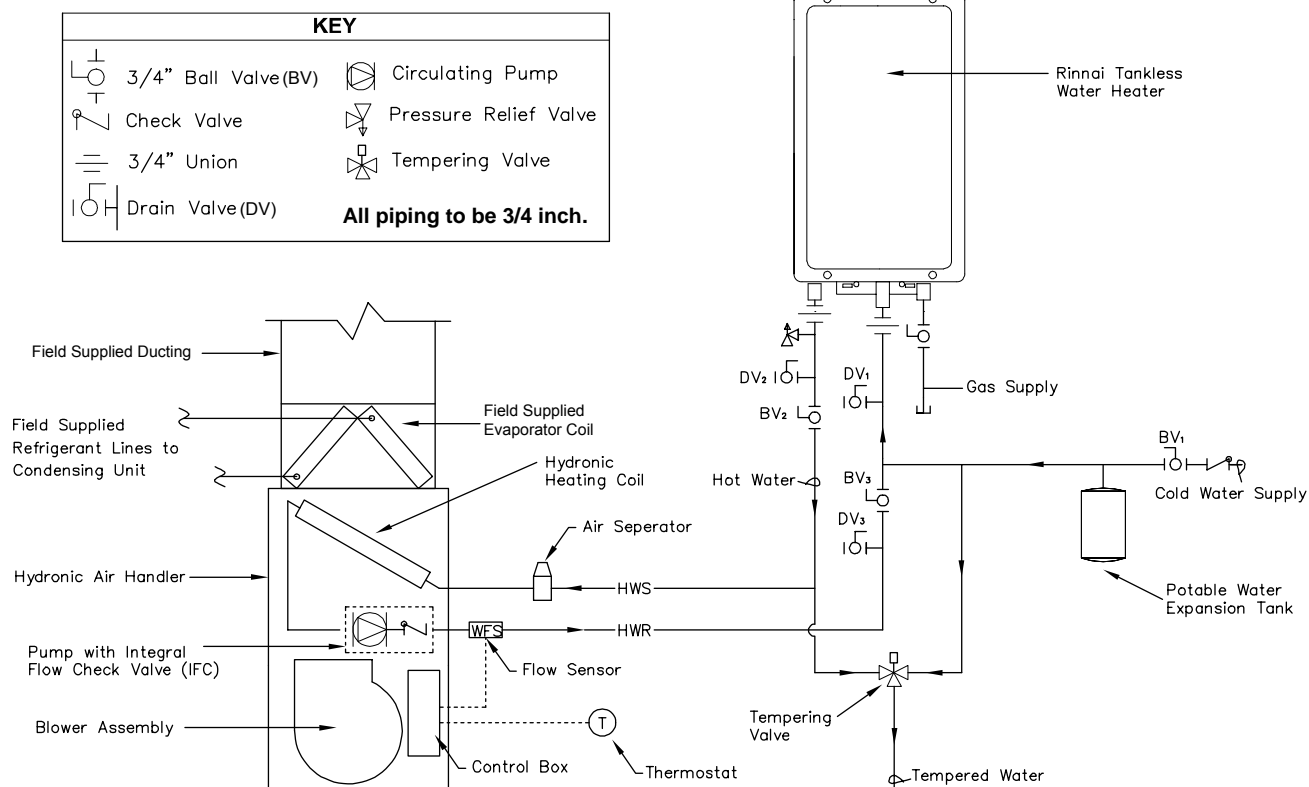 KEY
3/4” Ball Valve (BV)
Check Valve
3/4” Union
Drain Valve (DV)
Circulating Pump
Pressure Relief Valve
Tempering Valve
All piping to be 3/4 inch.
Rinnai Tankless
Water Heater
Field Supplied Ducting
Field Supplied
Evaporator Coil
Field Supplied
Refrigerant Lines to
Condensing Unit
Hydronic
Heating Coil
Air Seperator
Hydronic Air Handler
HWS
HWR
WFS
Flow Sensor
Pump with Integral
Flow Check Valve (IFC)
Blower Assembly
Control Box
T
Thermostat
DV2
DV1
BV2
Gas Supply
Hot Water
BV3
DV3
BV1
Cold Water Supply
Potable Water
Expansion Tank
Tempering
Valve
Tempered Water